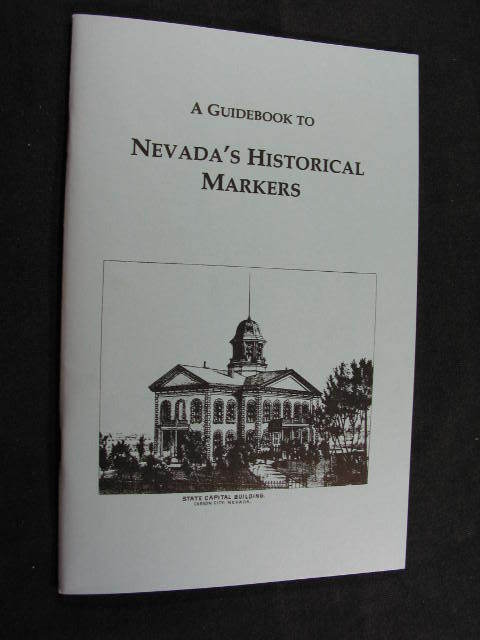 A GUIDEBOOK TO
NEVADA'S HISTORICAL
MARKERS
STATE CAPITAL BUILDING.
CARSON CITY, NEVADA.